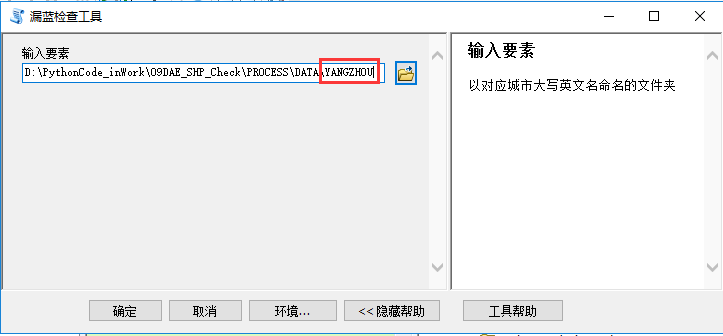 漏蓝检查工具
输入要素
D:\PythonCode_inWork\09DAE_SHP_Check\PROCESS\DATA\YANGZHOU
输入要素
以对应城市大写英文名命名的文件夹
确定
取消
环境...
<< 隐藏帮助
工具帮助